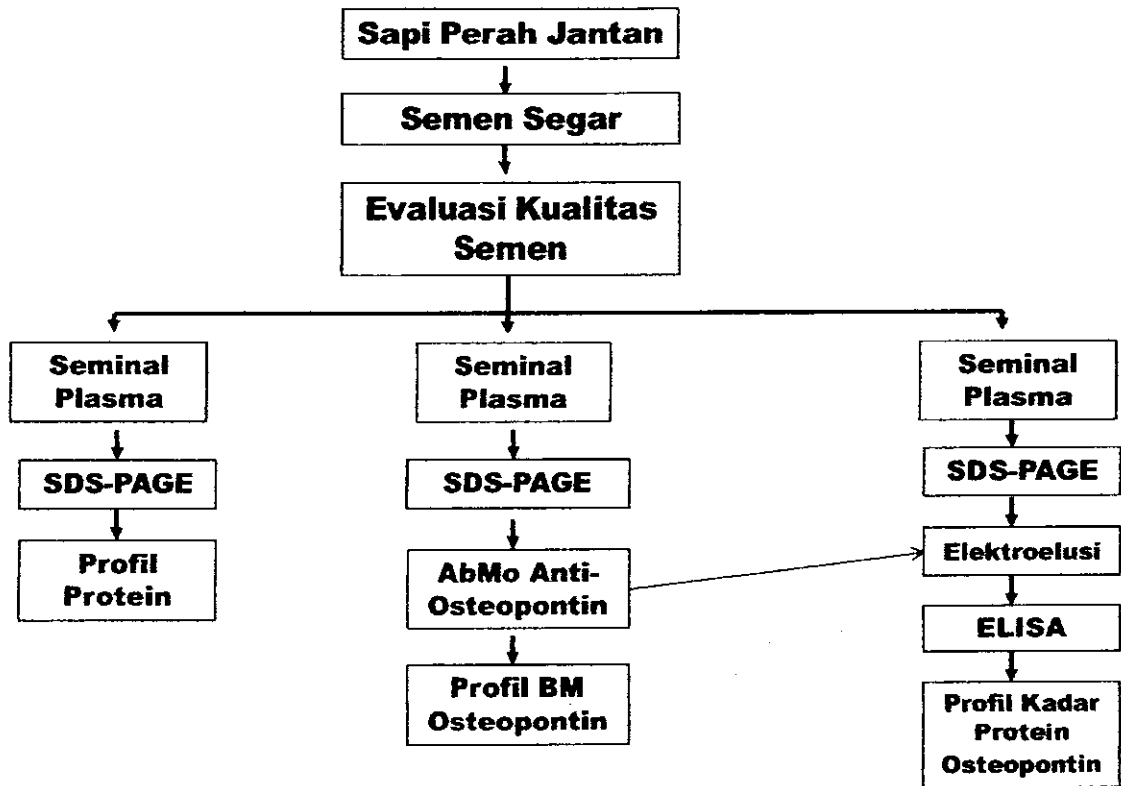 Sapi Perah Jantan
Semen Segar
Evaluasi Kualitas
Semen
Seminal
Plasma
SDS-PAGE
Profil
Protein
Seminal
Plasma
SDS-PAGE
AbMo Anti-
Osteopontin
Profil BM
Osteopontin
Seminal
Plasma
SDS-PAGE
Elektroelusi
ELISA
Profil Kadar
Protein
Osteopontin